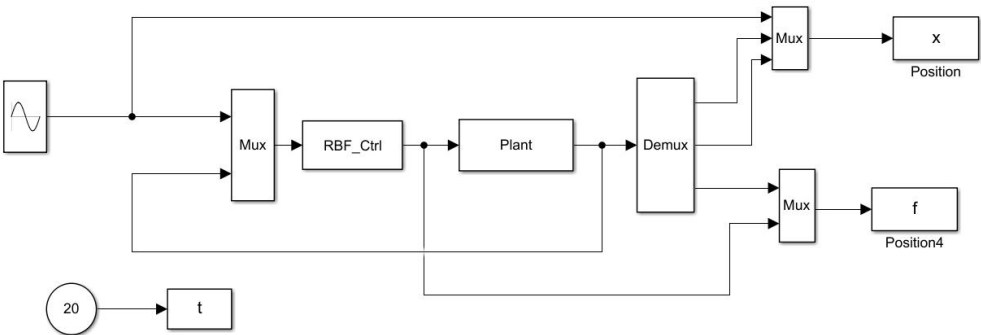 Mux
x
Position
Mux
RBF_Ctrl
Plant
Demux
Mux
f
Position4
20
t